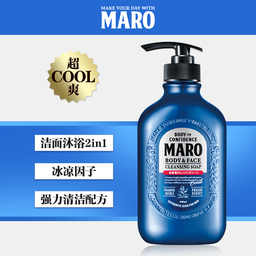 MAKE YOUR DAY WITH
MARO
超
COOL
爽
洁面沐浴2in1
冰凉因子
强力清洁配方
BODY TO
CONFIDENCE
MARO
BODY & FACE
CLEANSING SOAP